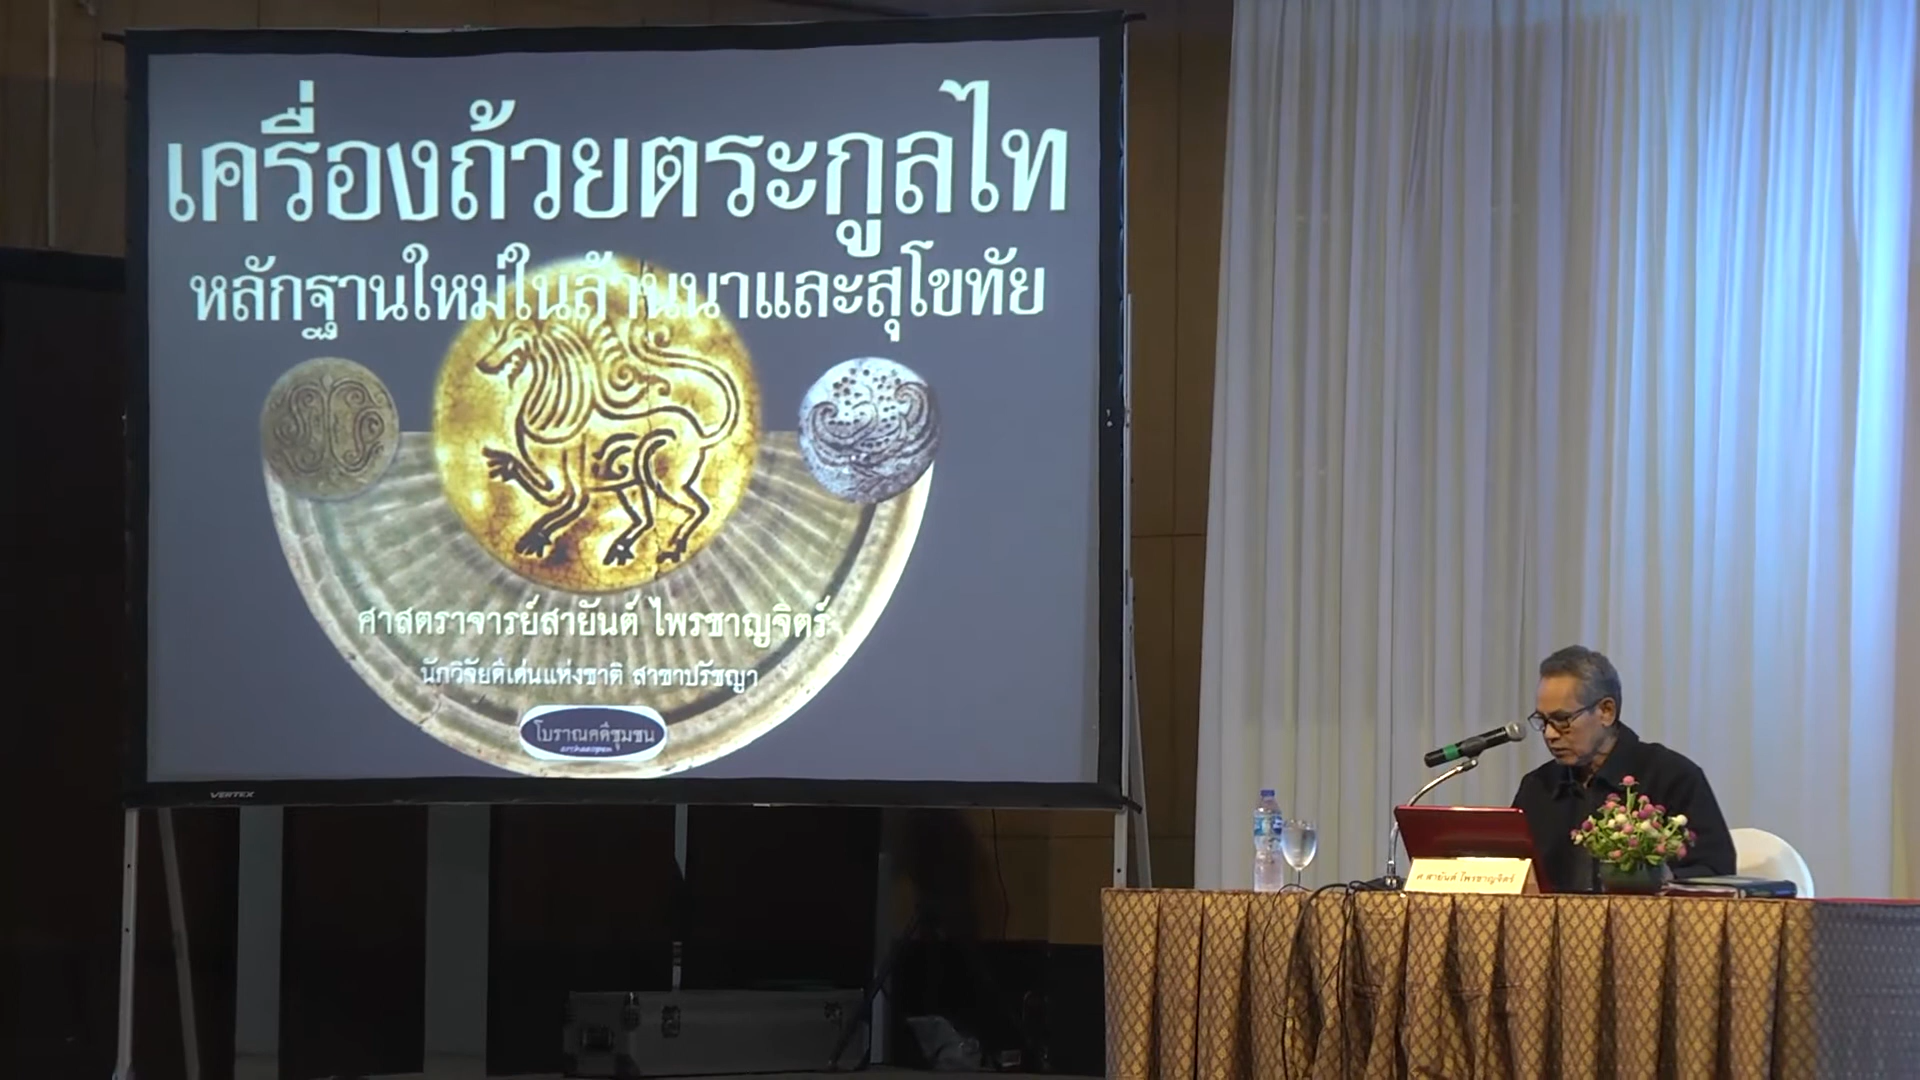 เครื่องถ้วยตระกูลไท
หลักฐานใหม่ในล้านนาและสุโขทัย
ศาสตราจารย์สายันต์ ไพรชาญจิตร์
นักวิจัยดีเด่นแห่งชาติ สาขาปรัชญา
โบราณคดีชุมชน
VERTEX
ศ.สายันต์ ไพรชาญจิตร์